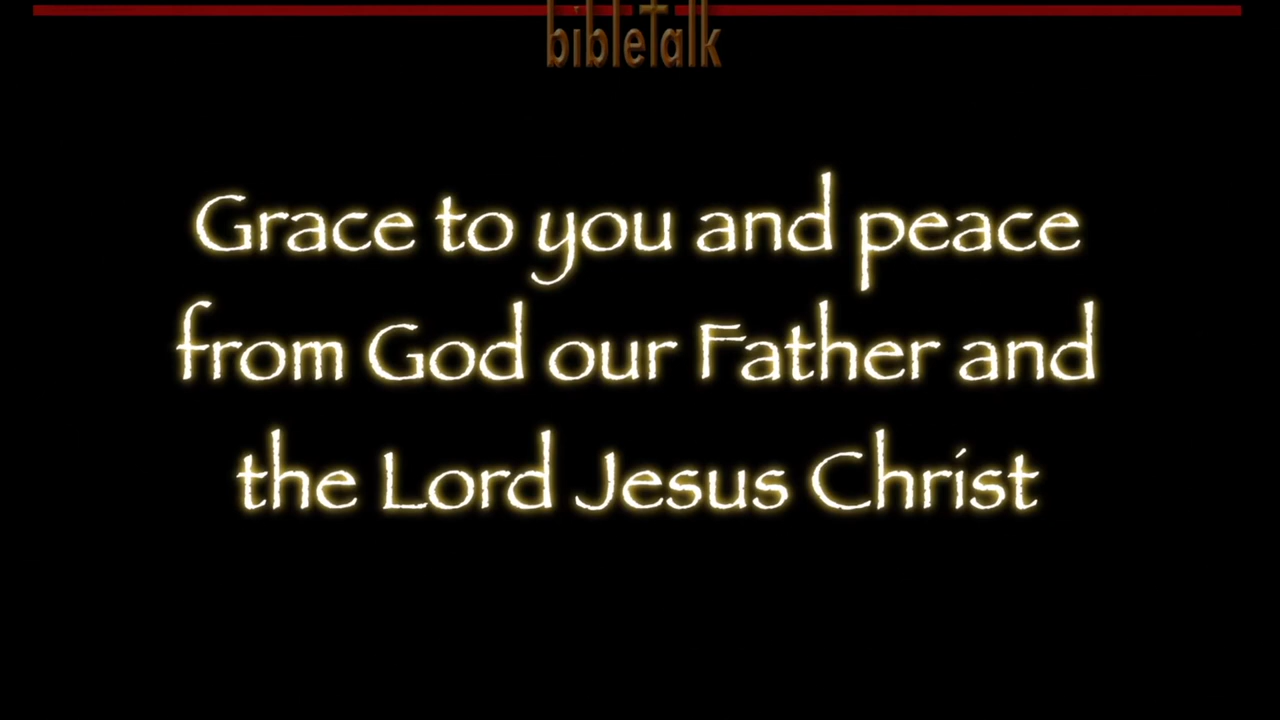 bibleTalk
Grace to you and peace
from God our Father and
the Lord Jesus Christ